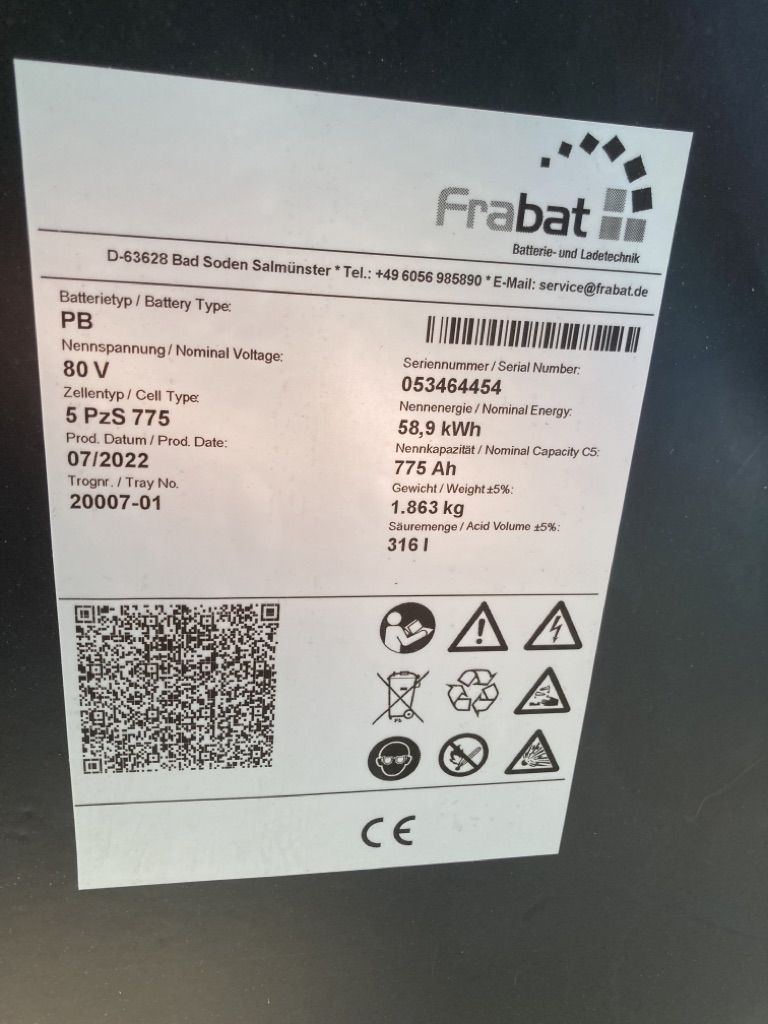 Frabat
Batterie- und Ladetechnik
D-63628 Bad Soden Salmünster * Tel.: +49 6056 985890 * E-Mail: service@frabat.de
Batterietyp / Battery Type:
PB
Nennspannung / Nominal Voltage:
80 V
Zellentyp / Cell Type:
5 PzS 775
Prod. Datum / Prod. Date:
07/2022
Trognr. / Tray No.
20007-01
Seriennummer / Serial Number:
053464454
Nennenergie / Nominal Energy:
58,9 kWh
Nennkapazität / Nominal Capacity C5:
775 Ah
Gewicht / Weight ±5%:
1.863 kg
Säuremenge / Acid Volume ±5%:
316 l
Pb
CE